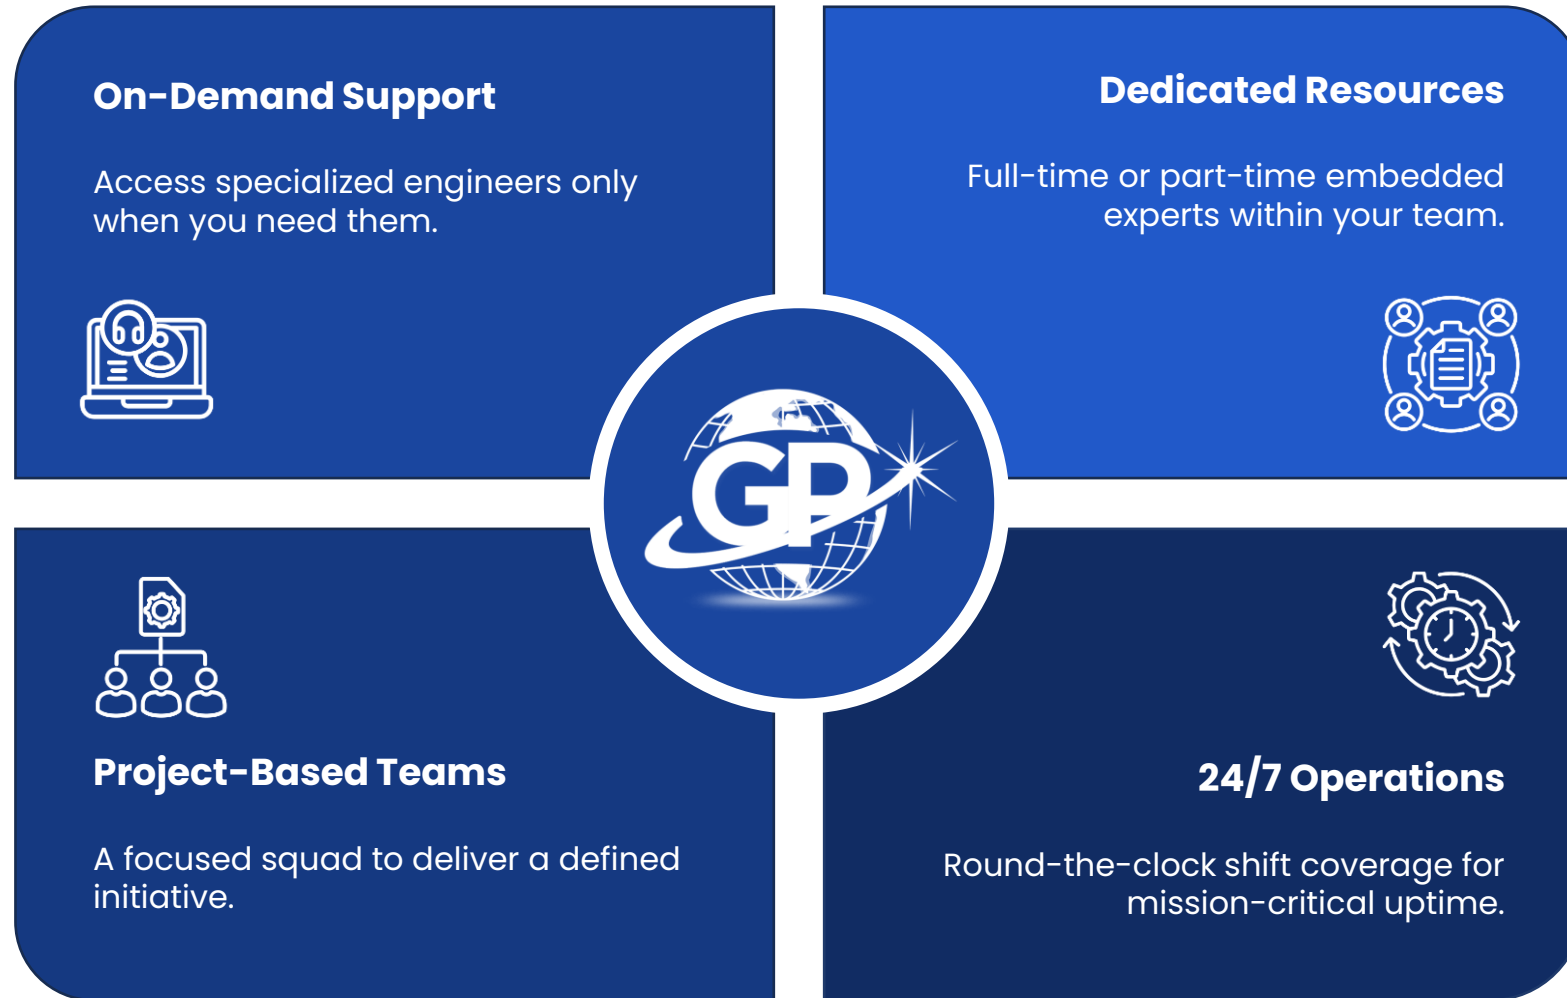 On-Demand Support
Access specialized engineers only
when you need them.
Dedicated Resources
Full-time or part-time embedded
experts within your team.
GP
Project-Based Teams
A focused squad to deliver a defined
initiative.
24/7 Operations
Round-the-clock shift coverage for
mission-critical uptime.